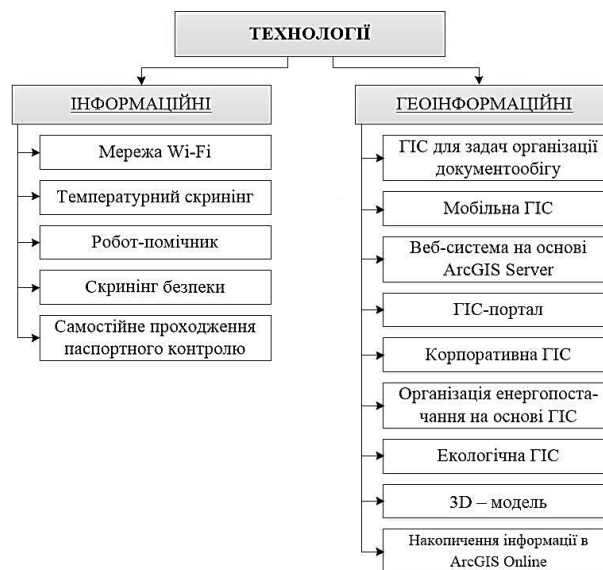 ТЕХНОЛОГІЇ
ІНФОРМАЦІЙНІ
Мережа Wi-Fi
Температурний скринінг
Робот-помічник
Скринінг безпеки
Самостійне проходження
паспортного контролю
ГЕОІНФОРМАЦІЙНІ
ГІС для задач організації
документообігу
Мобільна ГІС
Веб-система на основі
ArcGIS Server
ГІС-портал
Корпоративна ГІС
Організація енергопоста-
чання на основі ГІС
Екологічна ГІС
3D – модель
Накопичення інформації в
ArcGIS Online